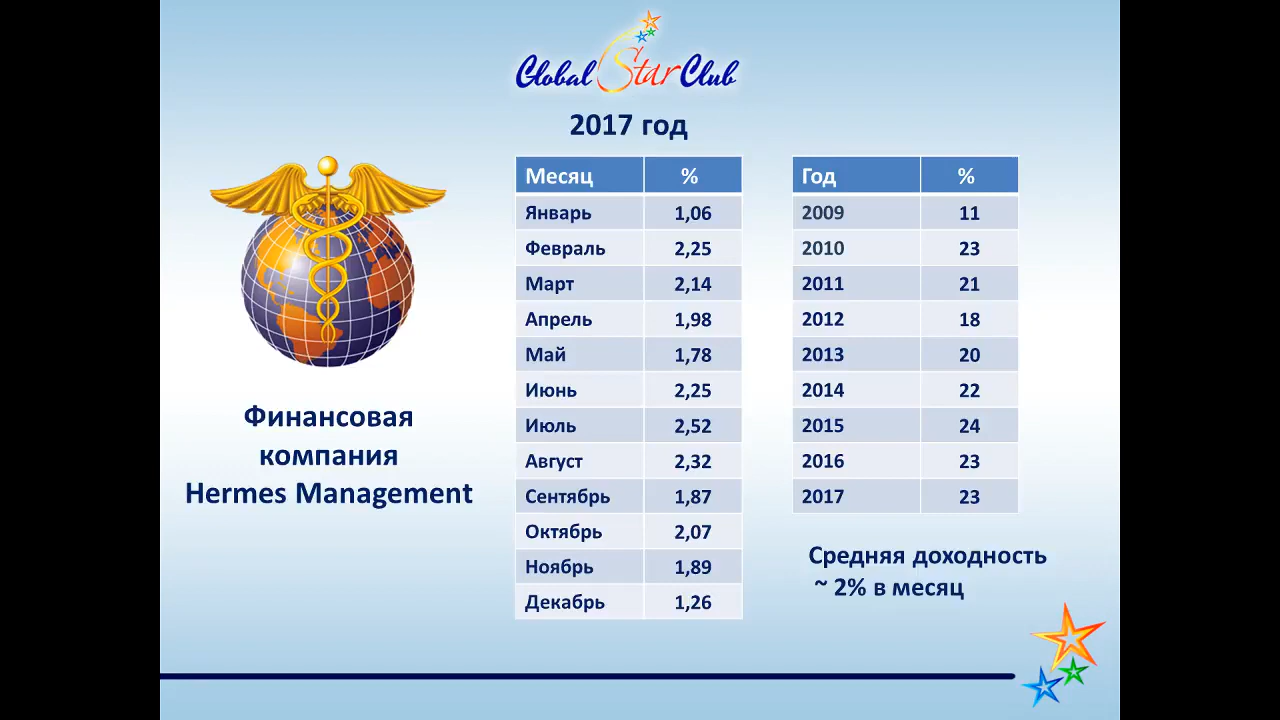 Global Star Club
2017 год
Финансовая
компания
Hermes Management
Месяц %
Январь 1,06
Февраль 2,25
Март 2,14
Апрель 1,98
Май 1,78
Июнь 2,25
Июль 2,52
Август 2,32
Сентябрь 1,87
Октябрь 2,07
Ноябрь 1,89
Декабрь 1,26
Год %
2009 11
2010 23
2011 21
2012 18
2013 20
2014 22
2015 24
2016 23
2017 23
Средняя доходность
~ 2% в месяц